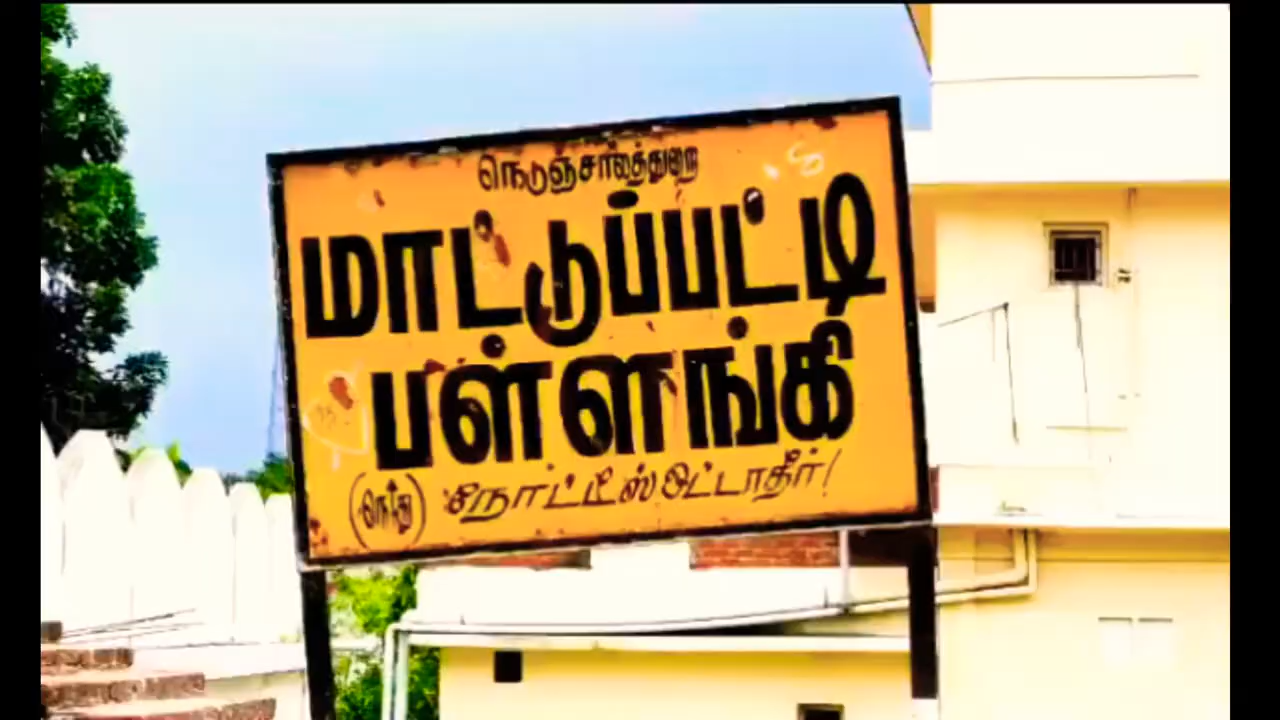 நெடுஞ்சாலைத்துறை
மாட்டுப்பட்டி
பள்ளங்கி
(நெது) நோட்டீஸ் ஒட்டாதீர்!